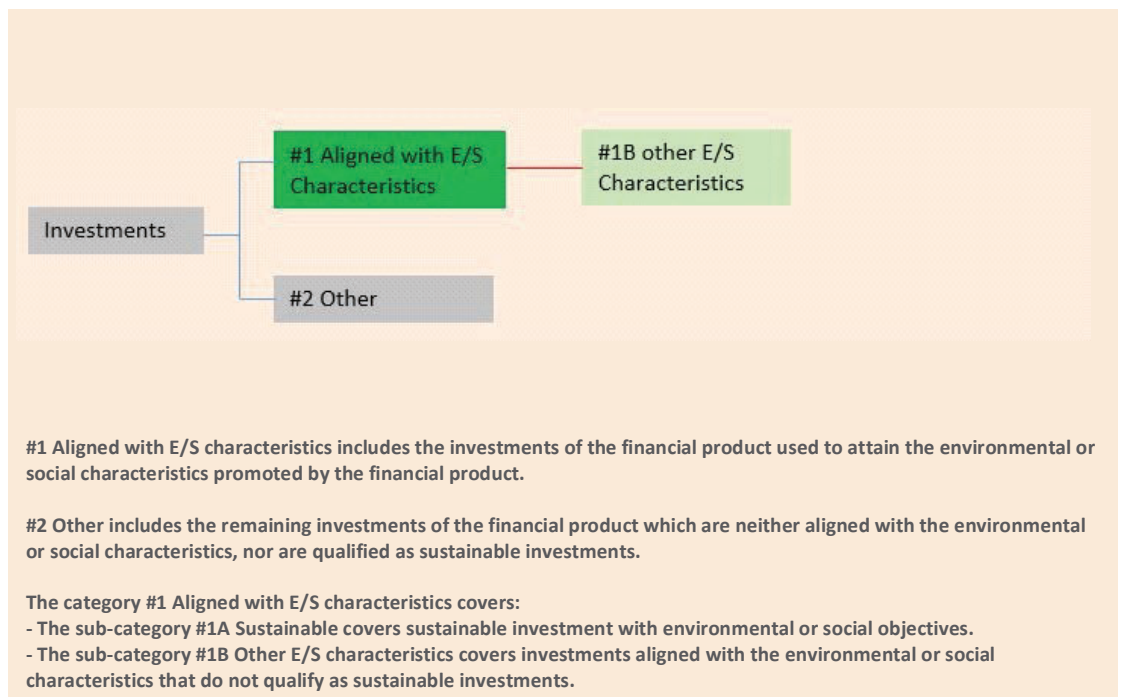 #1 Aligned with E/S
Characteristics
#1B other E/S
Characteristics
Investments
#2 Other
#1 Aligned with E/S characteristics includes the investments of the financial product used to attain the environmental or
social characteristics promoted by the financial product.
#2 Other includes the remaining investments of the financial product which are neither aligned with the environmental
or social characteristics, nor are qualified as sustainable investments.
The category #1 Aligned with E/S characteristics covers:
- The sub-category #1A Sustainable covers sustainable investment with environmental or social objectives.
- The sub-category #1B Other E/S characteristics covers investments aligned with the environmental or social
characteristics that do not qualify as sustainable investments.